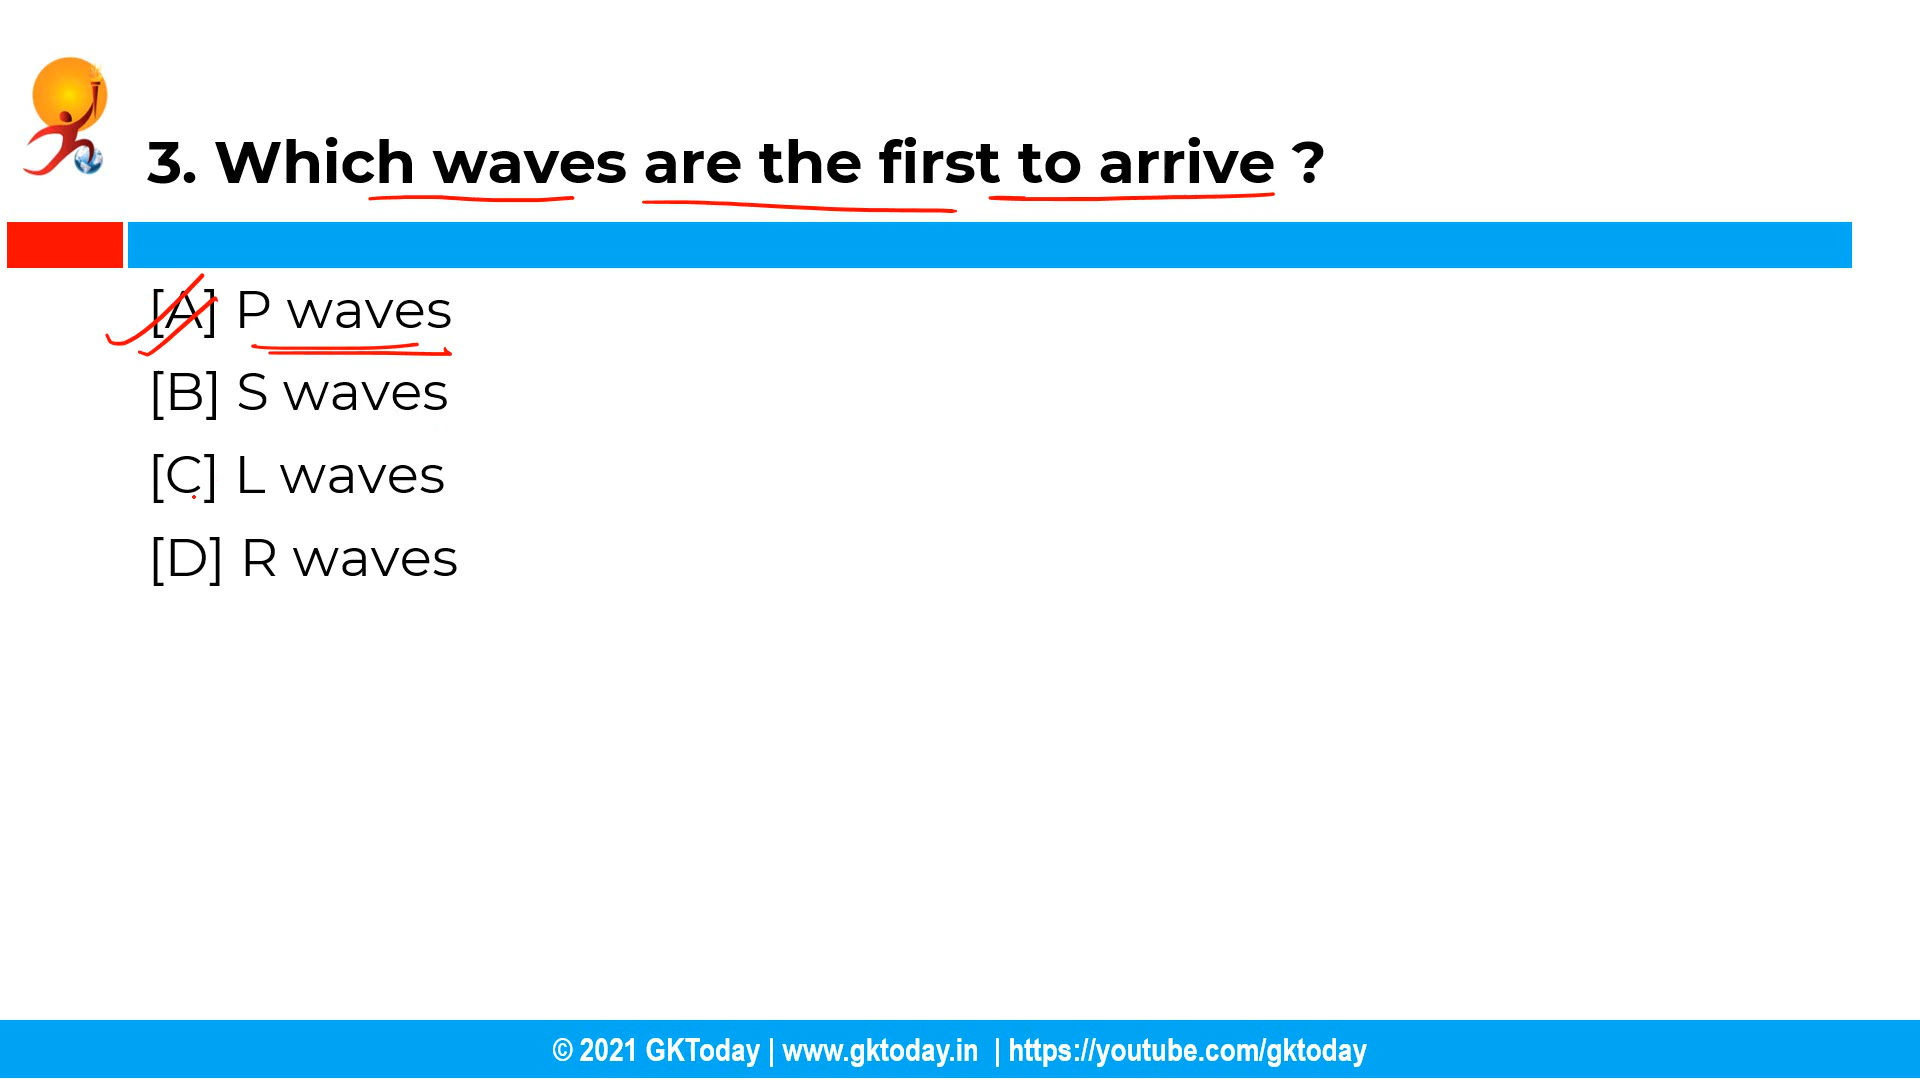 3. Which waves are the first to arrive ?
[A] P waves
[B] S waves
[C] L waves
[D] R waves
© 2021 GKToday | www.gktoday.in | https://youtube.com/gktoday